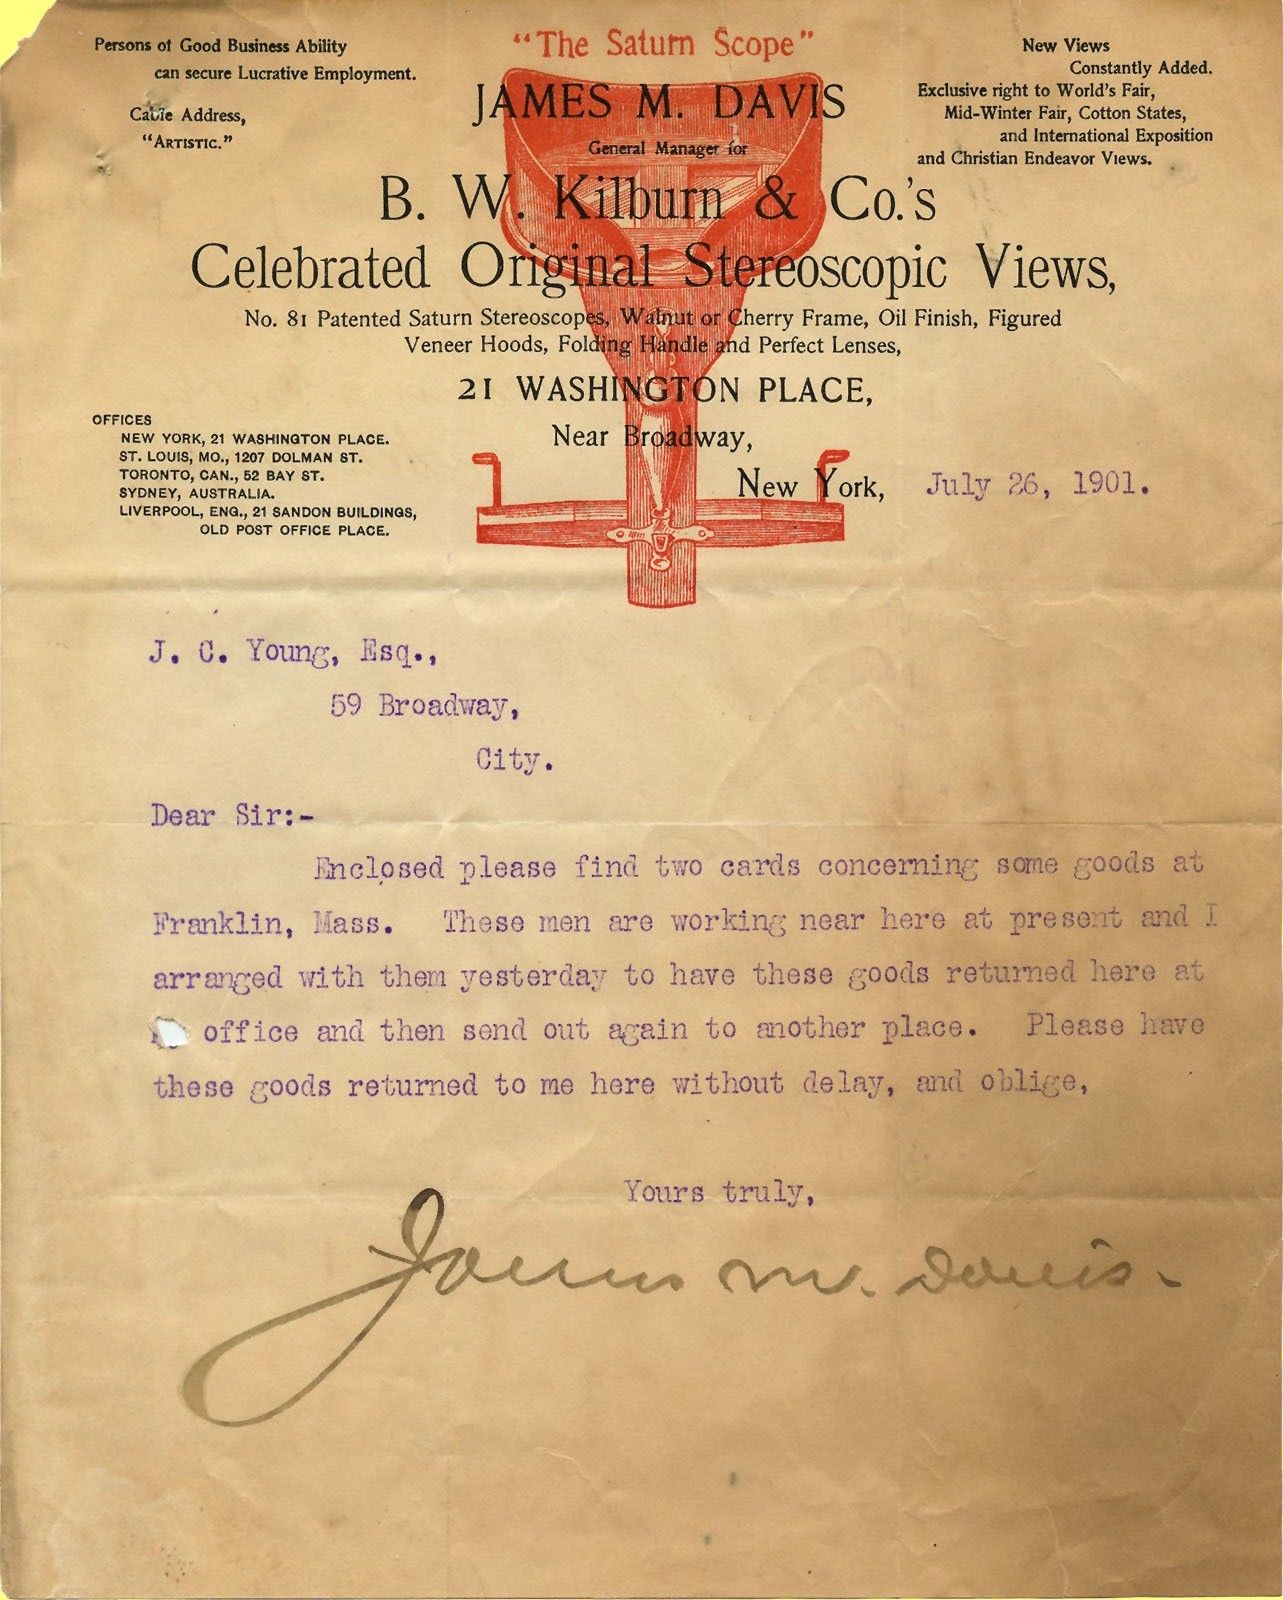 "The Saturn Scope"
Persons of Good Business Ability
can secure Lucrative Employment.
Cable Address,
"ARTISTIC."
New Views
Constantly Added.
Exclusive right to World's Fair,
Mid-Winter Fair, Cotton States,
and International Exposition
and Christian Endeavor Views.
JAMES M. DAVIS
General Manager for
B. W. Kilburn & Co.'s
Celebrated Original Stereoscopic Views,
No. 81 Patented Saturn Stereoscopes, Walnut or Cherry Frame, Oil Finish, Figured
Veneer Hoods, Folding Handle and Perfect Lenses,
21 WASHINGTON PLACE,
Near Broadway,
New York, July 26, 1901.
OFFICES
NEW YORK, 21 WASHINGTON PLACE.
ST. LOUIS, MO., 1207 DOLMAN ST.
TORONTO, CAN., 52 BAY ST.
SYDNEY, AUSTRALIA.
LIVERPOOL, ENG., 21 SANDON BUILDINGS,
OLD POST OFFICE PLACE.
J. C. Young, Esq.,
59 Broadway,
City.
Dear Sir:-
Enclosed please find two cards concerning some goods at
Franklin, Mass. These men are working near here at present and I
arranged with them yesterday to have these goods returned here at
office and then send out again to another place. Please have
these goods returned to me here without delay, and oblige,
Yours truly,
James M. Davis.